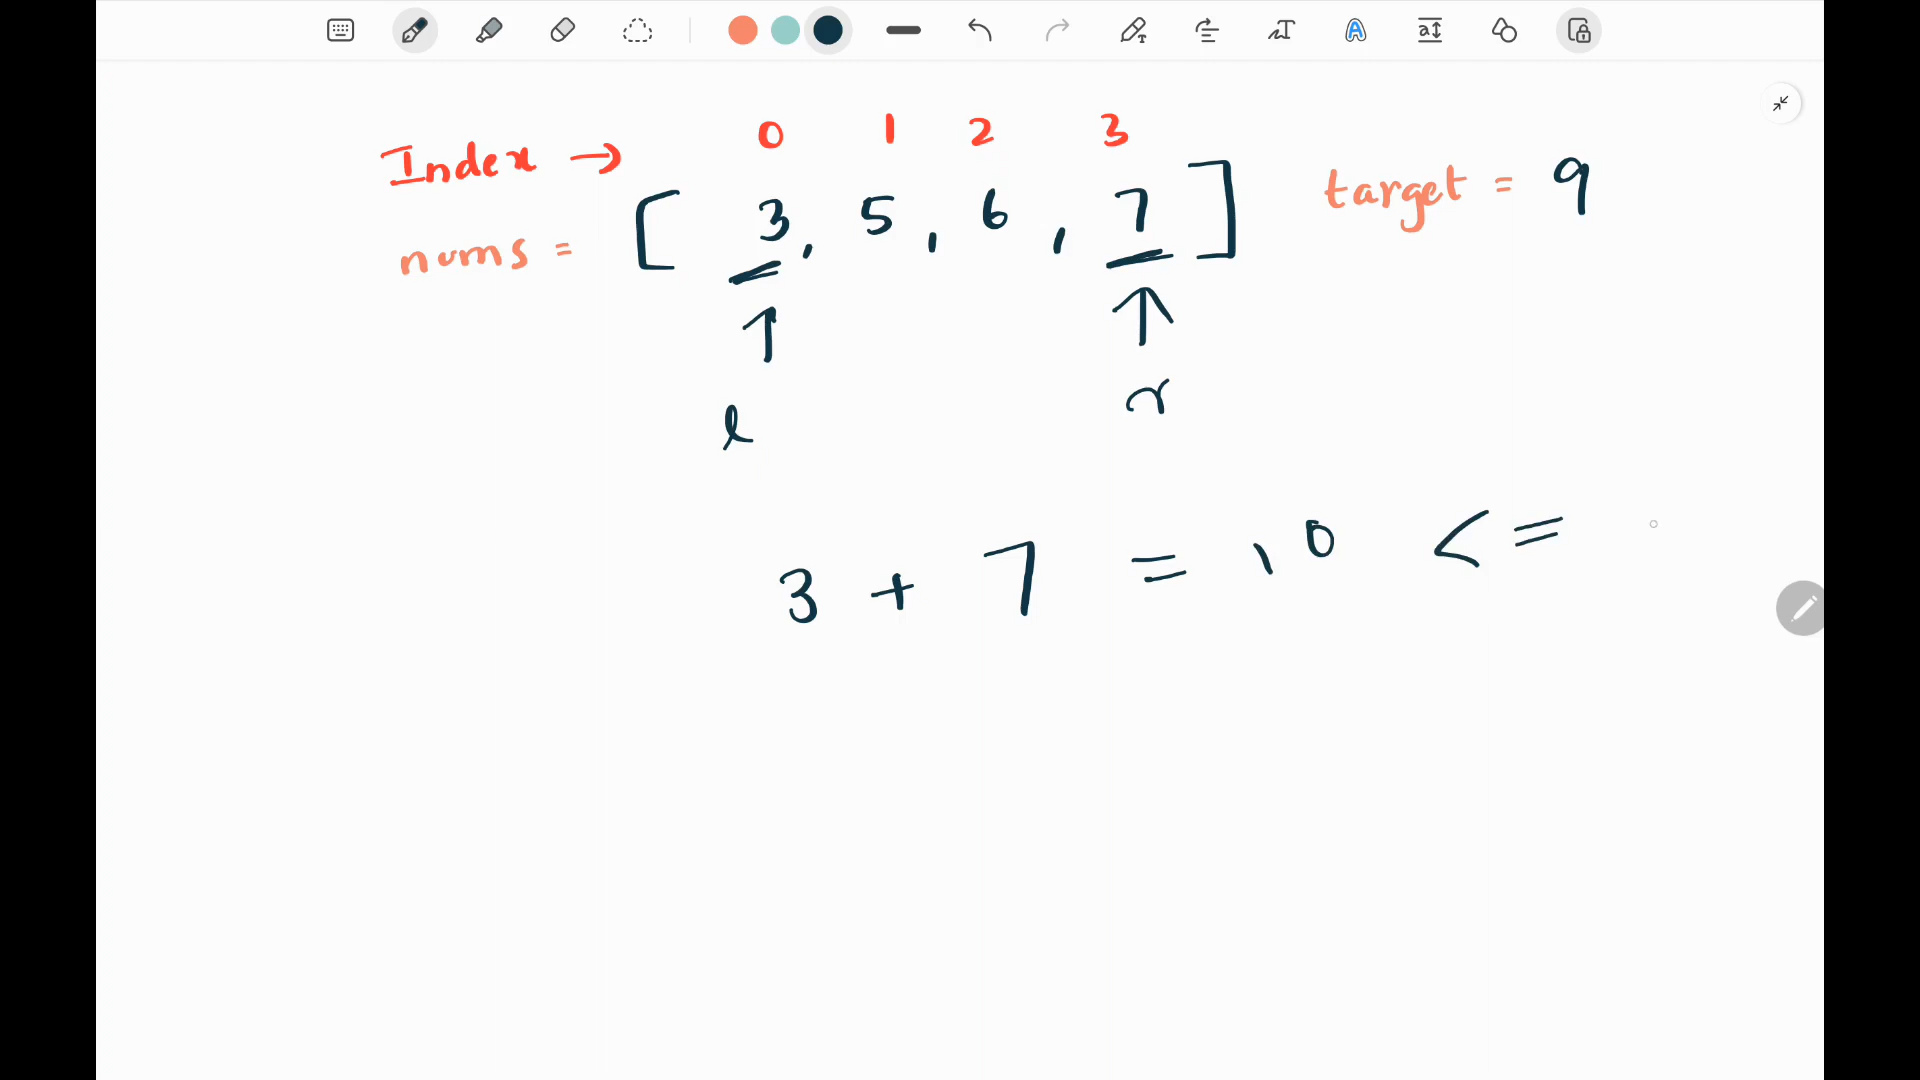 0 1 2 3
Index →
nums = [ 3, 5, 6, 7 ] target = 9
↑ ↑
l r
3 + 7 = 10 <=